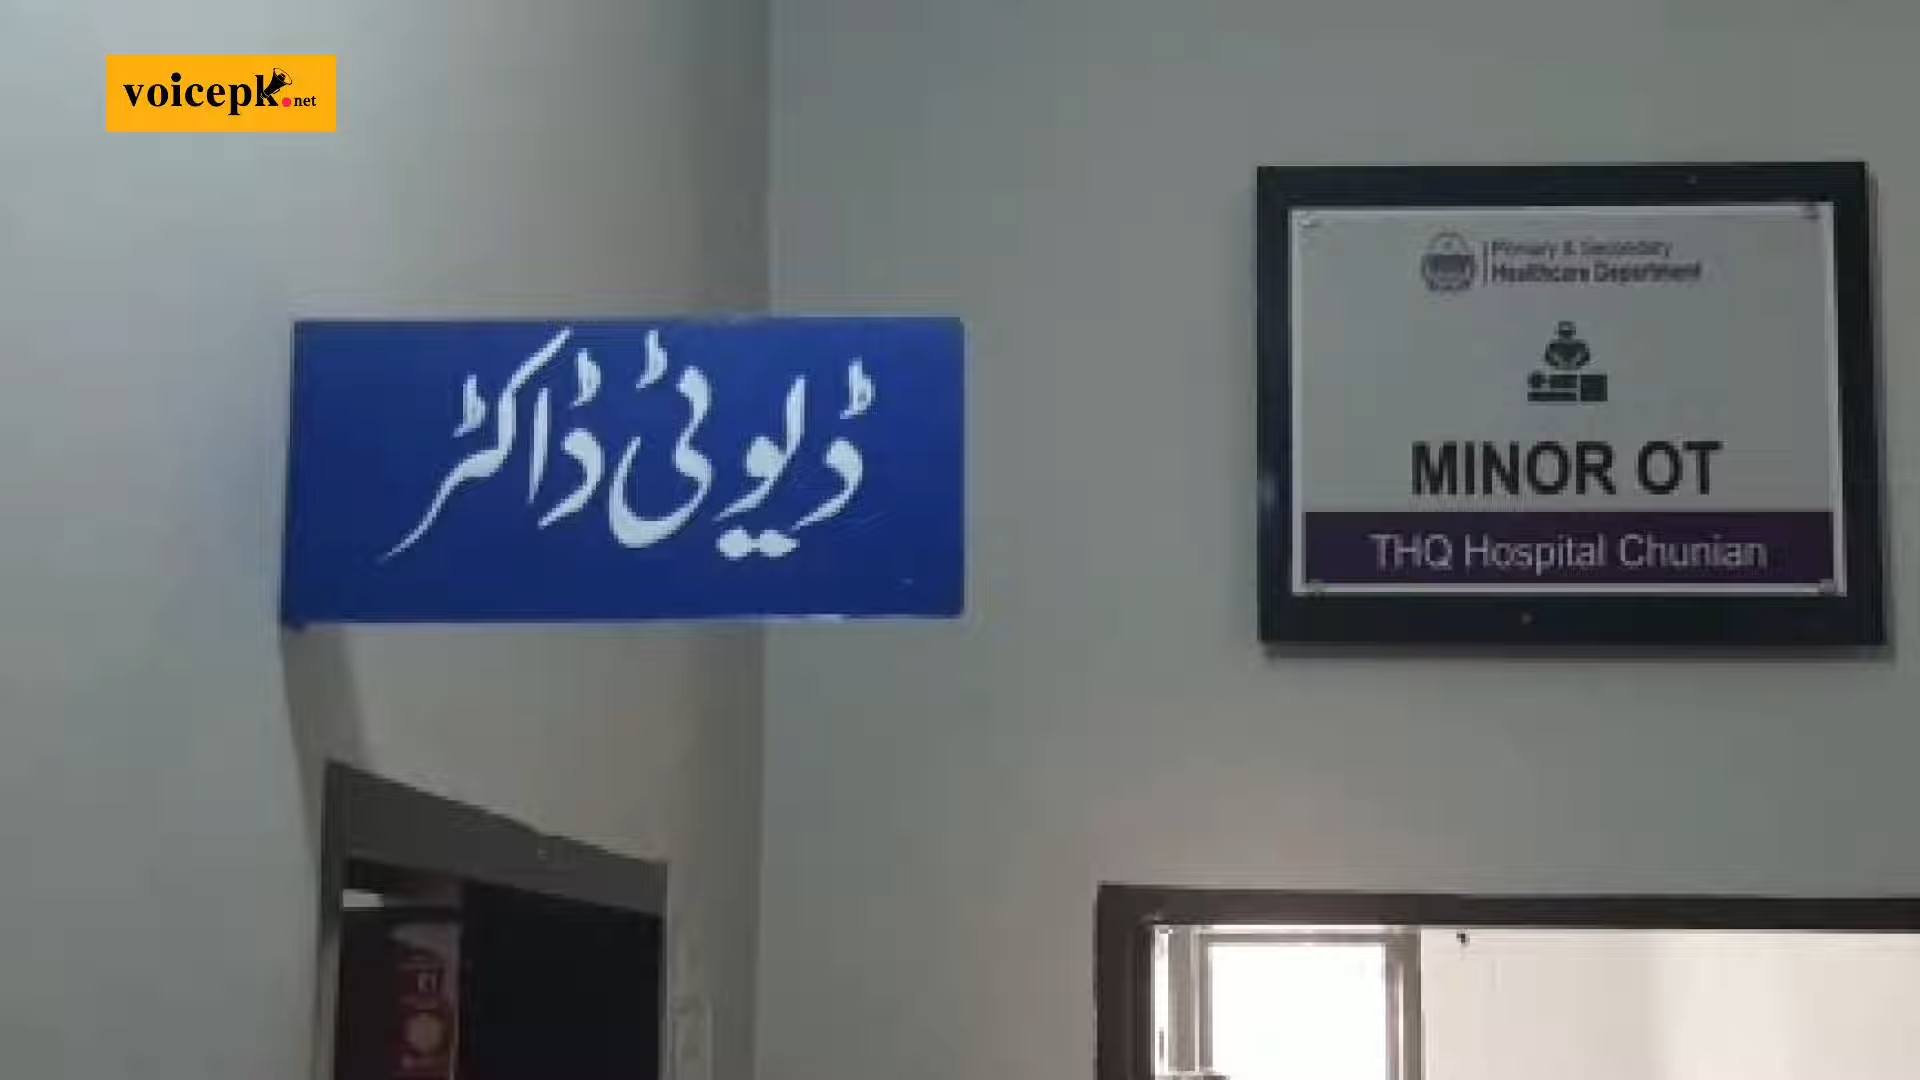 voicepk.net
ڈیوٹی ڈاکٹر
Primary & Secondary
Healthcare Department
MINOR OT
THQ Hospital Chunian